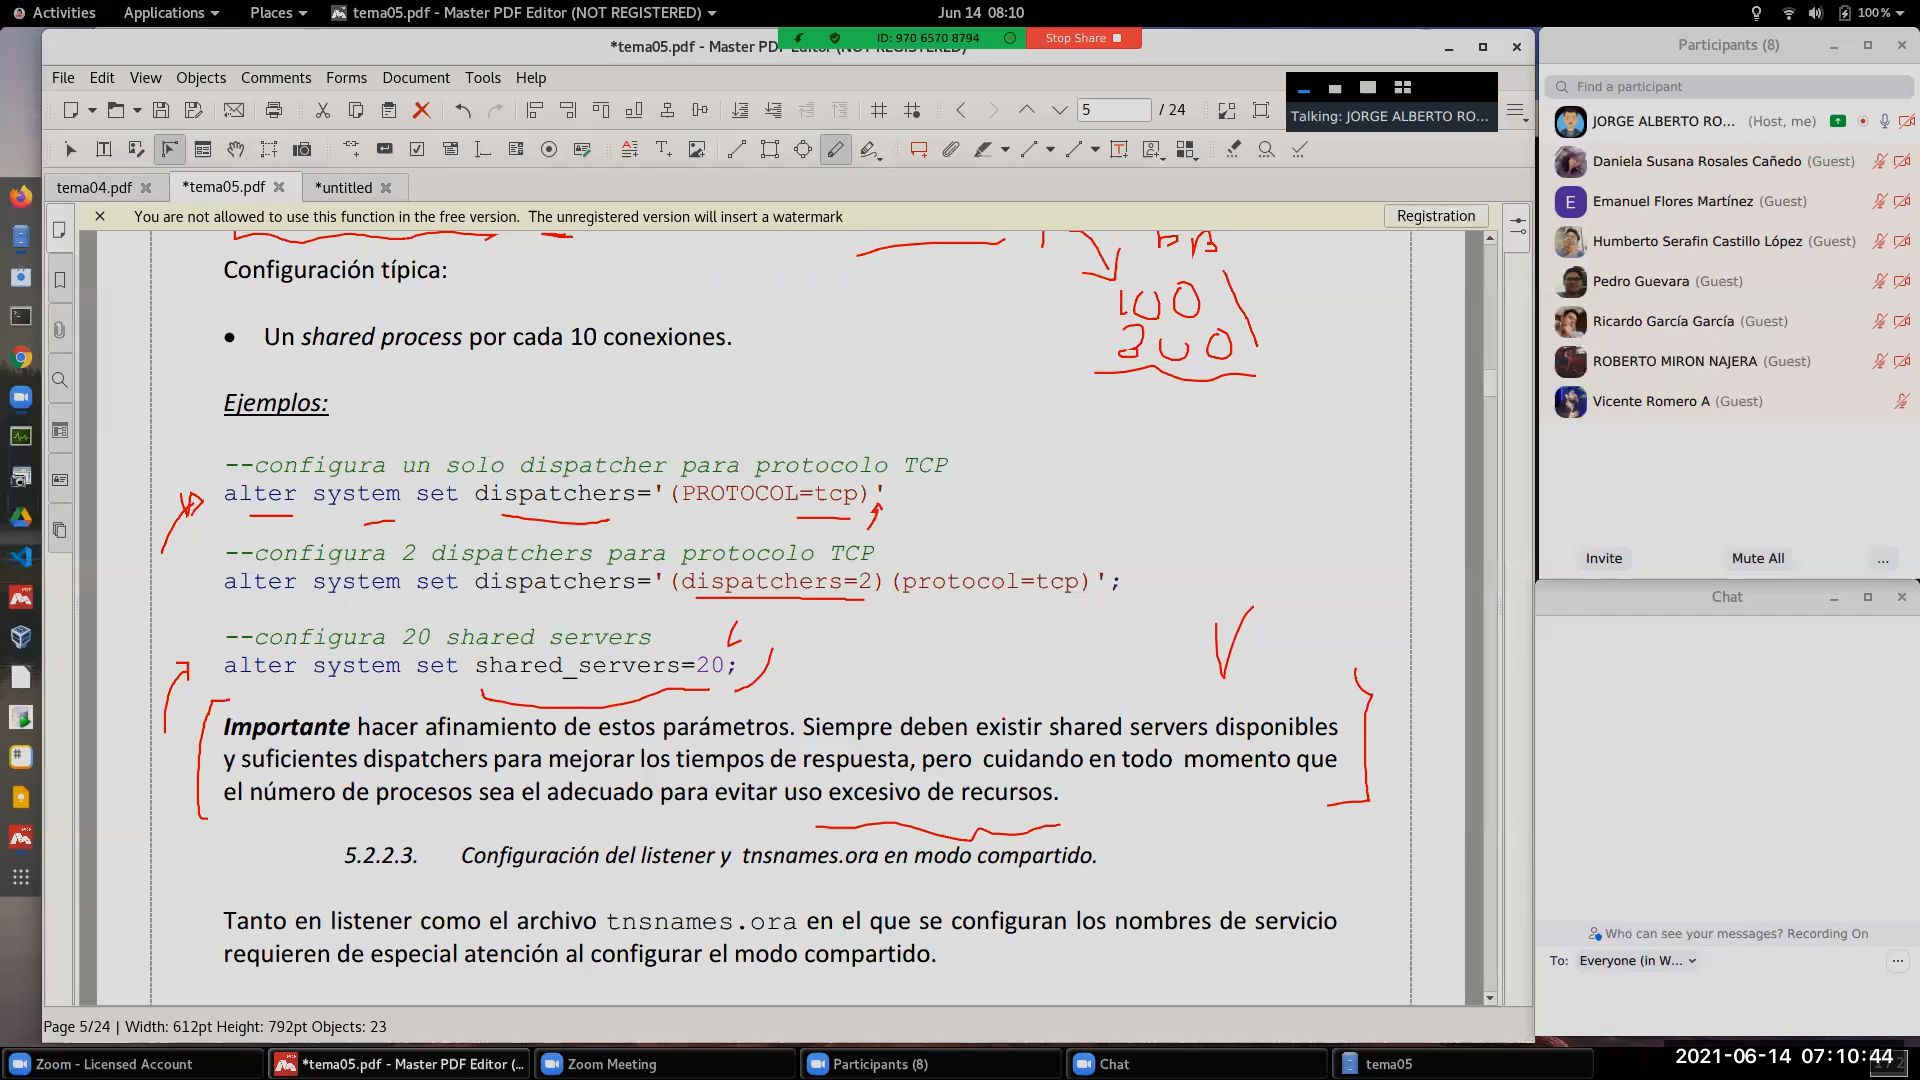 Activities
Applications
Places
tema05.pdf - Master PDF Editor (NOT REGISTERED)
Jun 14 08:10
100%
*tema05.pdf - Master PDF Editor (NOT REGISTERED)
ID: 970 6570 8794
Stop Share
File Edit View Objects Comments Forms Document Tools Help
5 / 24
Talking: JORGE ALBERTO RO...
tema04.pdf
*tema05.pdf
*untitled
You are not allowed to use this function in the free version. The unregistered version will insert a watermark
Registration
Configuración típica:
100
• Un shared process por cada 10 conexiones.
Ejemplos:
--configura un solo dispatcher para protocolo TCP
alter system set dispatchers='(PROTOCOL=tcp)'
--configura 2 dispatchers para protocolo TCP
alter system set dispatchers='(dispatchers=2)(protocol=tcp)';
--configura 20 shared servers
alter system set shared_servers=20;
Importante hacer afinamiento de estos parámetros. Siempre deben existir shared servers disponibles
y suficientes dispatchers para mejorar los tiempos de respuesta, pero cuidando en todo momento que
el número de procesos sea el adecuado para evitar uso excesivo de recursos.
5.2.2.3. Configuración del listener y tnsnames.ora en modo compartido.
Tanto en listener como el archivo tnsnames.ora en el que se configuran los nombres de servicio
requieren de especial atención al configurar el modo compartido.
Page 5/24 | Width: 612pt Height: 792pt Objects: 23
Participants (8)
Find a participant
JORGE ALBERTO RO... (Host, me)
Daniela Susana Rosales Cañedo (Guest)
E Emanuel Flores Martínez (Guest)
Humberto Serafin Castillo López (Guest)
Pedro Guevara (Guest)
Ricardo García García (Guest)
ROBERTO MIRON NAJERA (Guest)
Vicente Romero A (Guest)
Invite
Mute All
...
Chat
Who can see your messages? Recording On
To: Everyone (in W...
Zoom - Licensed Account
*tema05.pdf - Master PDF Editor (...
Zoom Meeting
Participants (8)
Chat
tema05
2021-06-14 07:10:44